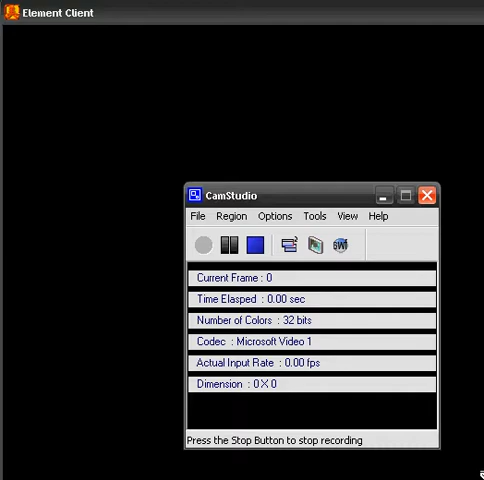 Element Client
CamStudio
File Region Options Tools View Help
Current Frame : 0
Time Elasped : 0.00 sec
Number of Colors : 32 bits
Codec : Microsoft Video 1
Actual Input Rate : 0.00 fps
Dimension : 0 X 0
Press the Stop Button to stop recording